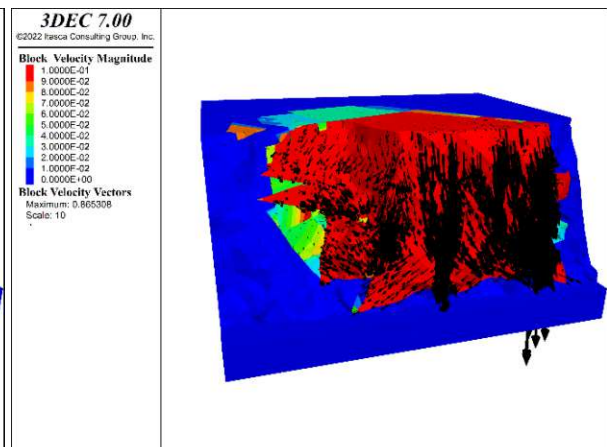 3DEC 7.00
©2022 Itasca Consulting Group, Inc.
Block Velocity Magnitude
1.0000E-01
9.0000E-02
8.0000E-02
7.0000E-02
6.0000E-02
5.0000E-02
4.0000E-02
3.0000E-02
2.0000E-02
1.0000E-02
0.0000E+00
Block Velocity Vectors
Maximum: 0.865308
Scale: 10